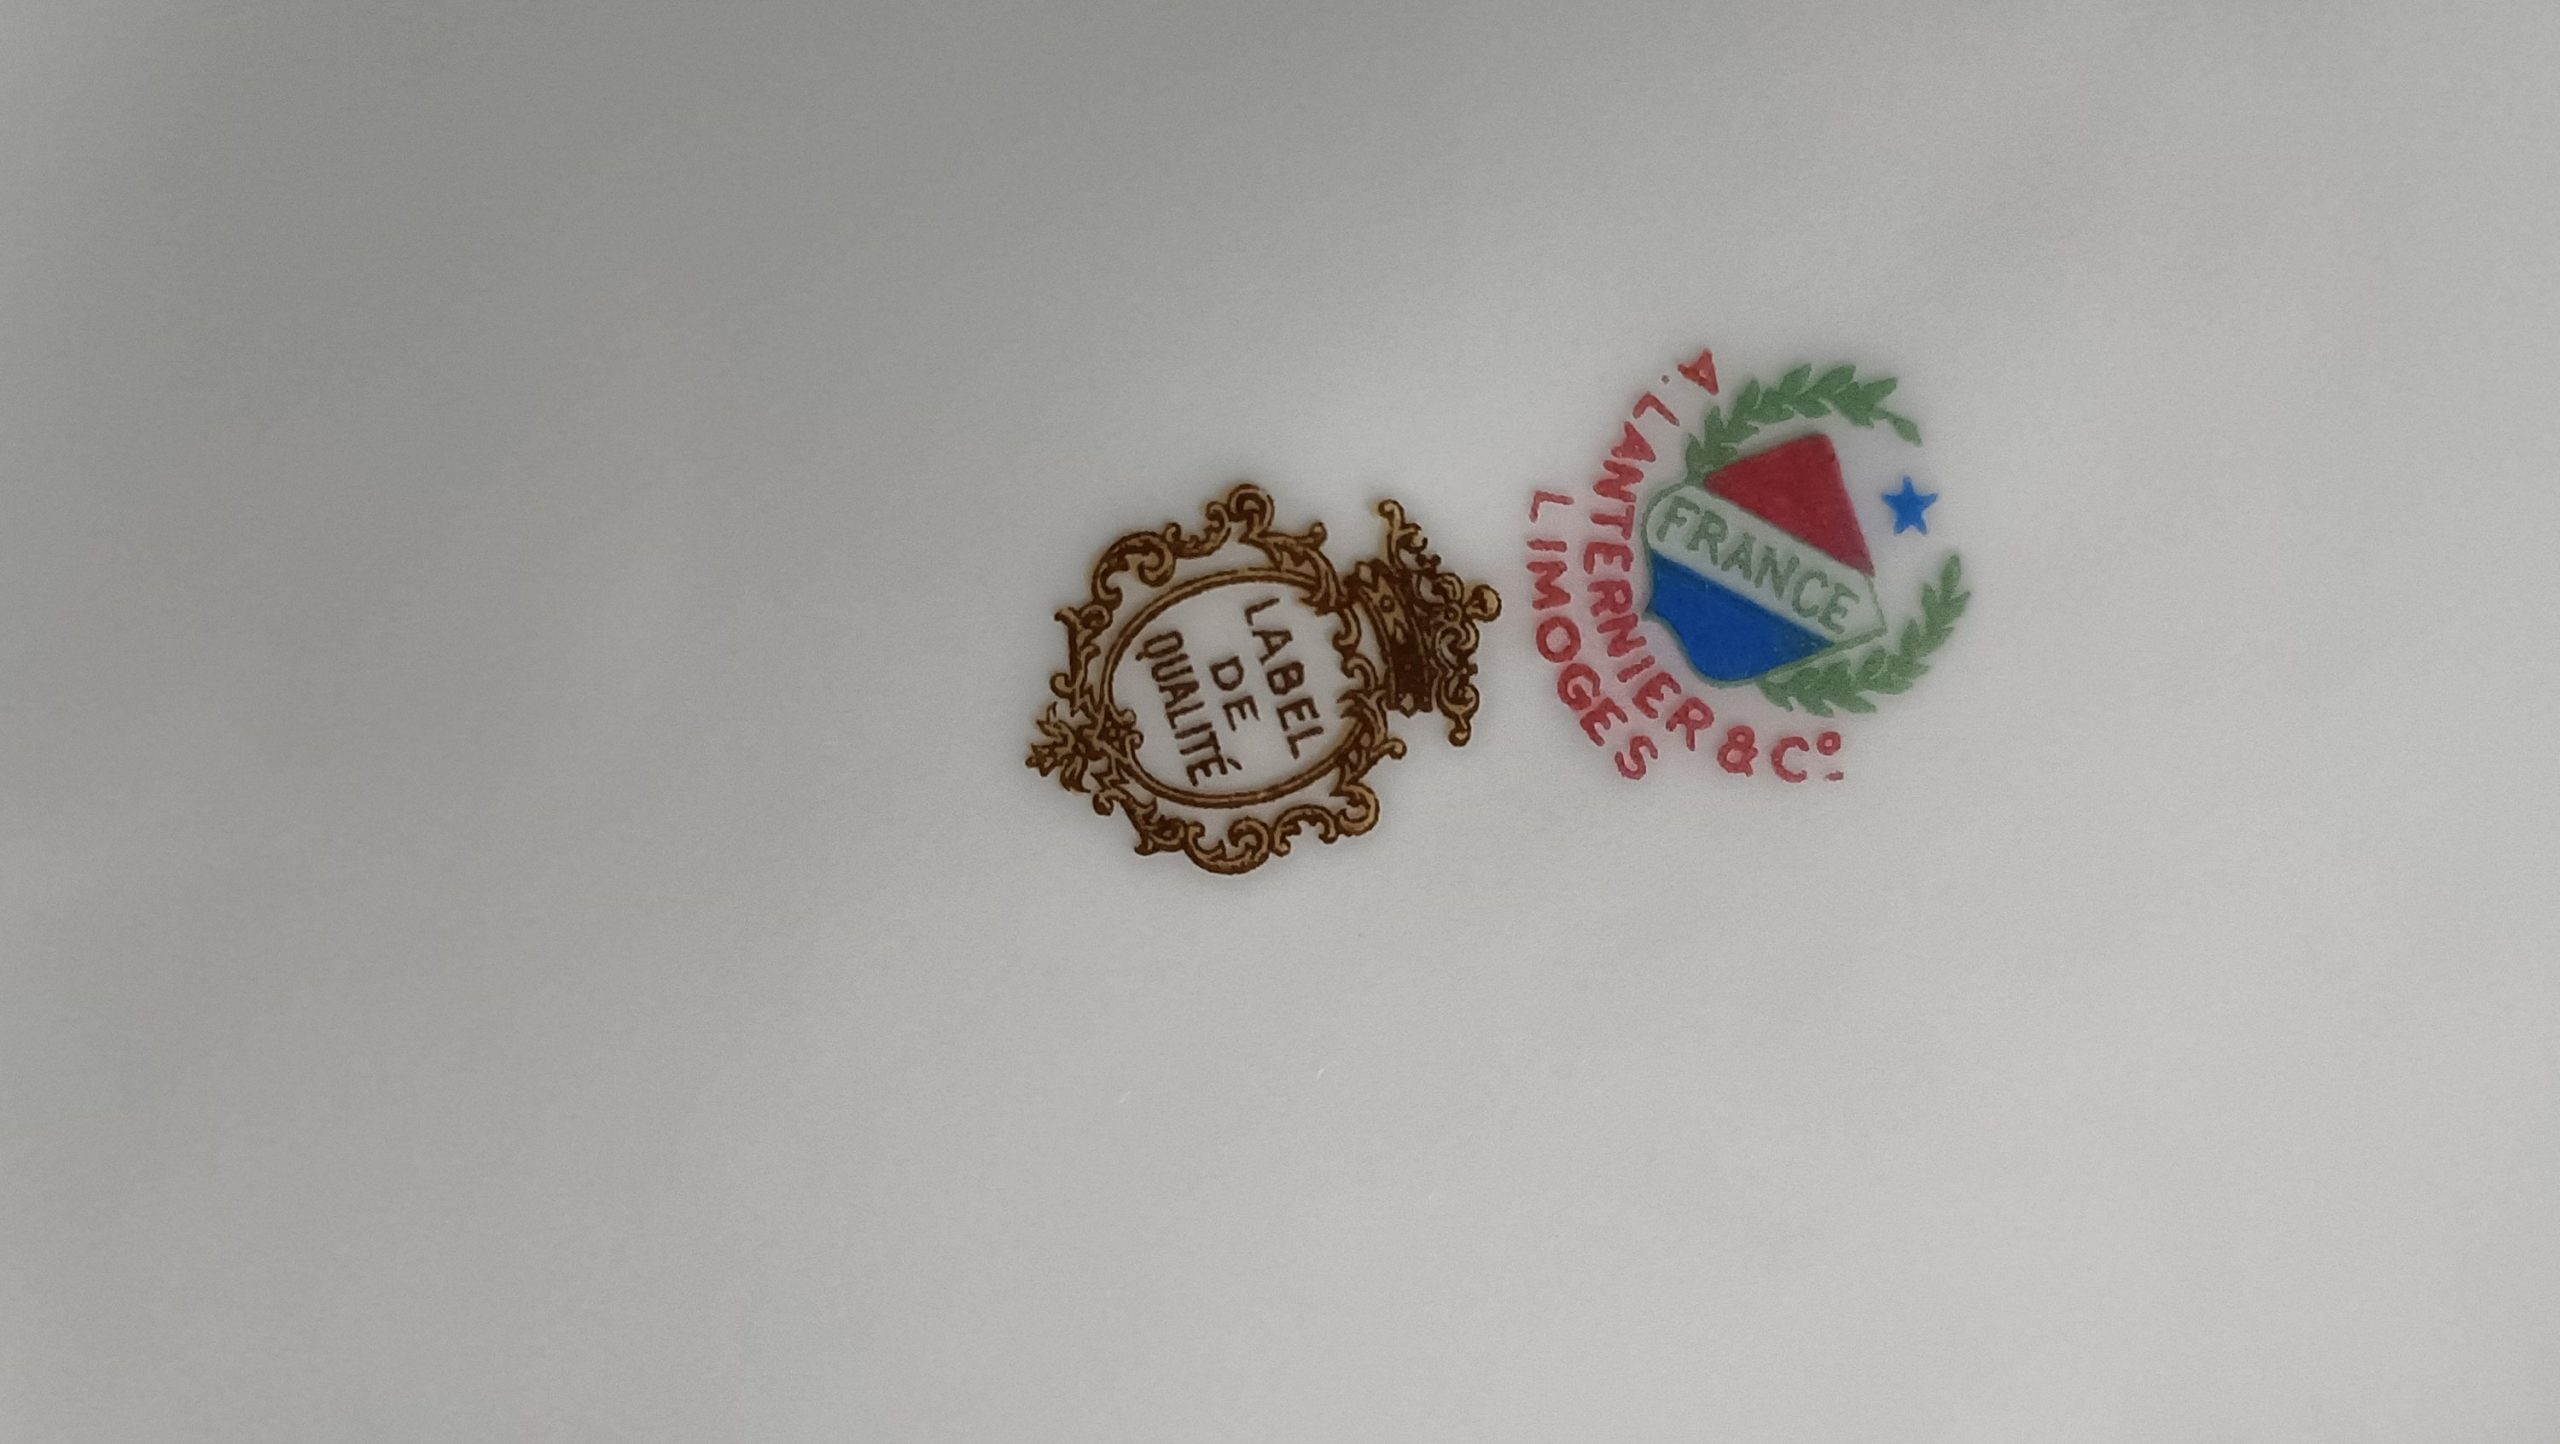 LABEL
DE
QUALITÉ
FRANCE
A. LANTERNIER & Cº.
LIMOGES